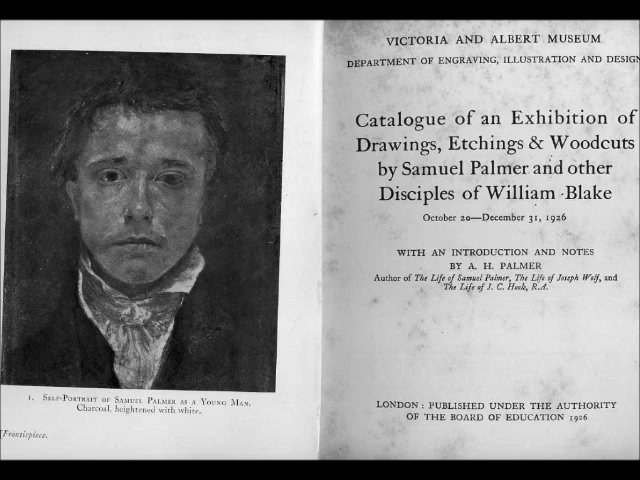 1. Self-Portrait of Samuel Palmer as a Young Man.
Charcoal, heightened with white.
[Frontispiece.
VICTORIA AND ALBERT MUSEUM
DEPARTMENT OF ENGRAVING, ILLUSTRATION AND DESIGN
Catalogue of an Exhibition of
Drawings, Etchings & Woodcuts
by Samuel Palmer and other
Disciples of William Blake
October 20—December 31, 1926
WITH AN INTRODUCTION AND NOTES
BY A. H. PALMER
Author of The Life of Samuel Palmer, The Life of Joseph Wolf, and
The Life of J. C. Hook, R.A.
LONDON: PUBLISHED UNDER THE AUTHORITY
OF THE BOARD OF EDUCATION 1926